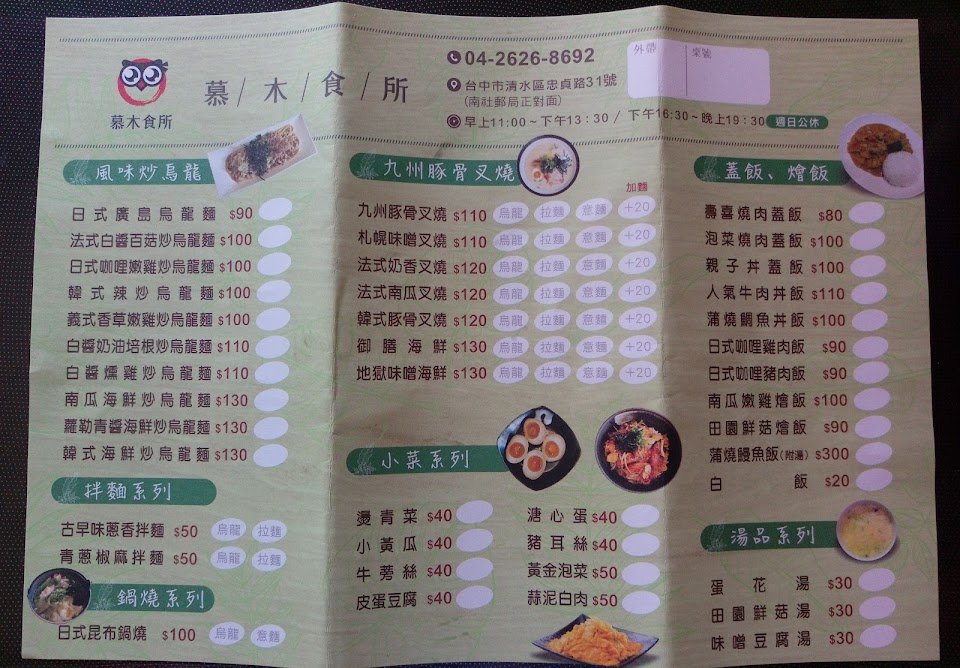 慕木食所
慕/木/食/所
04-2626-8692
台中市清水區忠貞路31號
(南社郵局正對面)
早上11:00~下午13:30/下午16:30~晚上19:30 週日公休
外帶 桌號
風味炒烏龍
日式廣島烏龍麵 $90
法式白醬百菇炒烏龍麵 $100
日式咖哩嫩雞炒烏龍麵 $100
韓式辣炒烏龍麵 $100
義式香草嫩雞炒烏龍麵 $100
白醬奶油培根炒烏龍麵 $110
白醬燻雞炒烏龍麵 $110
南瓜海鮮炒烏龍麵 $130
蘿勒青醬海鮮炒烏龍麵 $130
韓式海鮮炒烏龍麵 $130
拌麵系列
古早味蔥香拌麵 $50 烏龍 拉麵
青蔥椒麻拌麵 $50 烏龍 拉麵
鍋燒系列
日式昆布鍋燒 $100 烏龍 意麵
九州豚骨叉燒
加麵
九州豚骨叉燒 $110 烏龍 拉麵 意麵 +20
札幌味噌叉燒 $110 烏龍 拉麵 意麵 +20
法式奶香叉燒 $120 烏龍 拉麵 意麵 +20
法式南瓜叉燒 $120 烏龍 拉麵 意麵 +20
韓式豚骨叉燒 $120 烏龍 拉麵 意麵 +20
御膳海鮮 $130 烏龍 拉麵 意麵 +20
地獄味噌海鮮 $130 烏龍 拉麵 意麵 +20
小菜系列
燙青菜 $40
小黃瓜 $40
牛蒡絲 $40
皮蛋豆腐 $40
溏心蛋 $40
豬耳絲 $40
黃金泡菜 $50
蒜泥白肉 $50
蓋飯、燴飯
壽喜燒肉蓋飯 $80
泡菜燒肉蓋飯 $100
親子丼蓋飯 $100
人氣牛肉丼飯 $110
蒲燒鯛魚丼飯 $100
日式咖哩雞肉飯 $90
日式咖哩豬肉飯 $90
南瓜嫩雞燴飯 $100
田園鮮菇燴飯 $90
蒲燒鰻魚飯(附湯) $300
白飯 $20
湯品系列
蛋花湯 $30
田園鮮菇湯 $30
味噌豆腐湯 $30